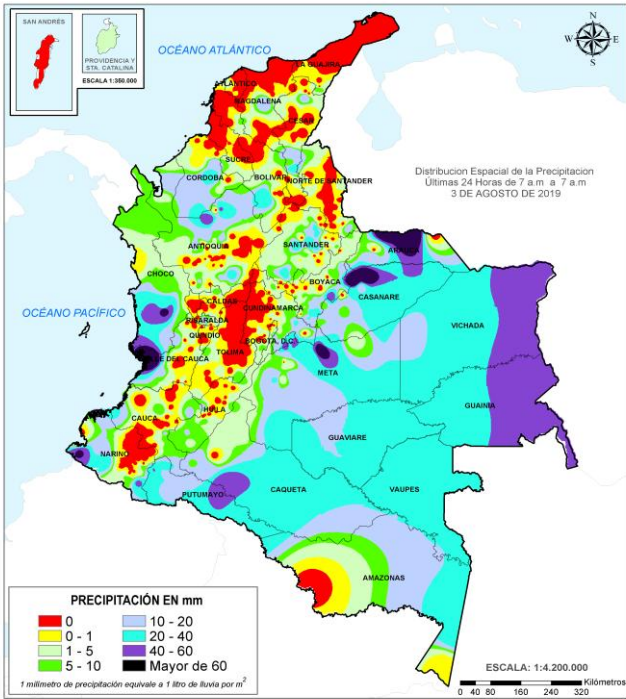 SAN ANDRÉS
PROVIDENCIA Y
STA. CATALINA
ESCALA 1:350.000
OCÉANO ATLÁNTICO
N
W
E
S
LA GUAJIRA
ATLÁNTICO
MAGDALENA
CESAR
SUCRE
CORDOBA
BOLIVAR
NORTE DE SANTANDER
Distribucion Espacial de la Precipitacion
Últimas 24 Horas de 7 a.m a 7 a.m
3 DE AGOSTO DE 2019
ANTIOQUIA
SANTANDER
ARAUCA
CHOCO
BOYACA
CASANARE
OCÉANO PACÍFICO
CALDAS
CUNDINAMARCA
VICHADA
RISARALDA
QUINDIO
BOGOTA, D.C.
TOLIMA
VALLE DEL CAUCA
META
GUAINIA
CAUCA
HUILA
GUAVIARE
NARIÑO
CAQUETA
VAUPES
PUTUMAYO
AMAZONAS
PRECIPITACIÓN EN mm
0 10 - 20
0 - 1 20 - 40
1 - 5 40 - 60
5 - 10 Mayor de 60
1 milímetro de precipitación equivale a 1 litro de lluvia por m2
ESCALA: 1:4.200.000
Kilómetros
40 80 160 240 320